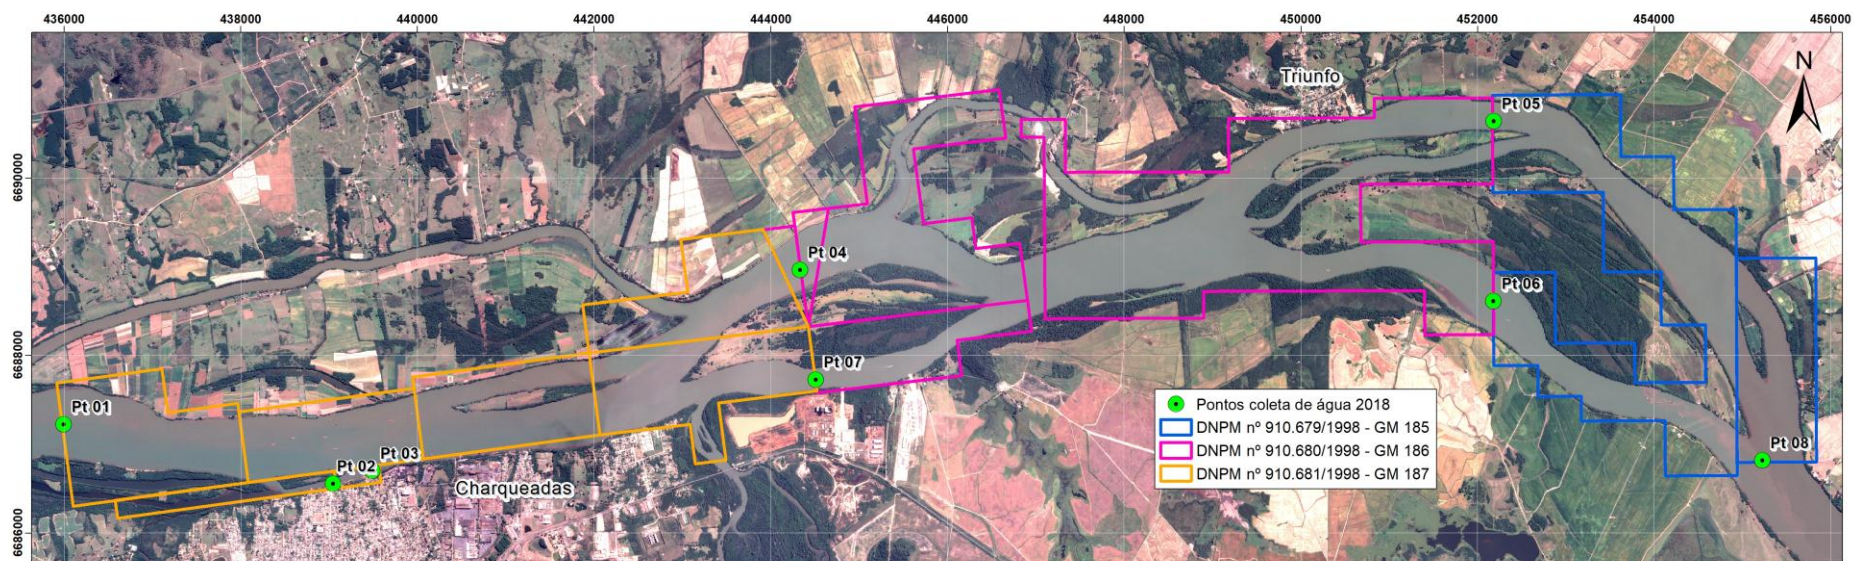 436000 438000 440000 442000 444000 446000 448000 450000 452000 454000 456000
N
Triunfo
Pt 05
6690000
6690000
Pt 04
Pt 06
6688000
6688000
Pt 07
Pt 01
Pontos coleta de água 2018
DNPM nº 910.679/1998 - GM 185
DNPM nº 910.680/1998 - GM 186
DNPM nº 910.681/1998 - GM 187
Pt 03
Pt 02
Pt 08
Charqueadas
6686000
6686000